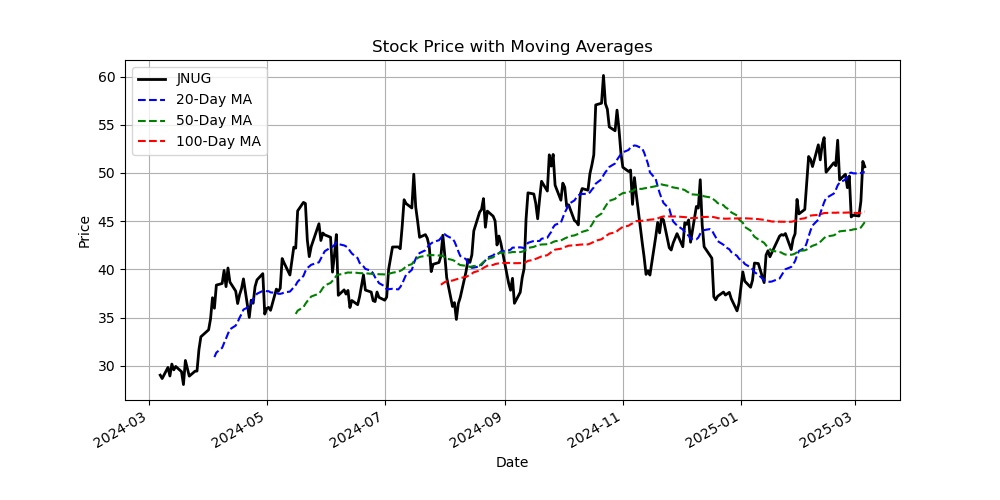 Stock Price with Moving Averages
JNUG
20-Day MA
50-Day MA
100-Day MA
Price
60
55
50
45
40
35
30
2024-03
2024-05
2024-07
2024-09
2024-11
2025-01
2025-03
Date